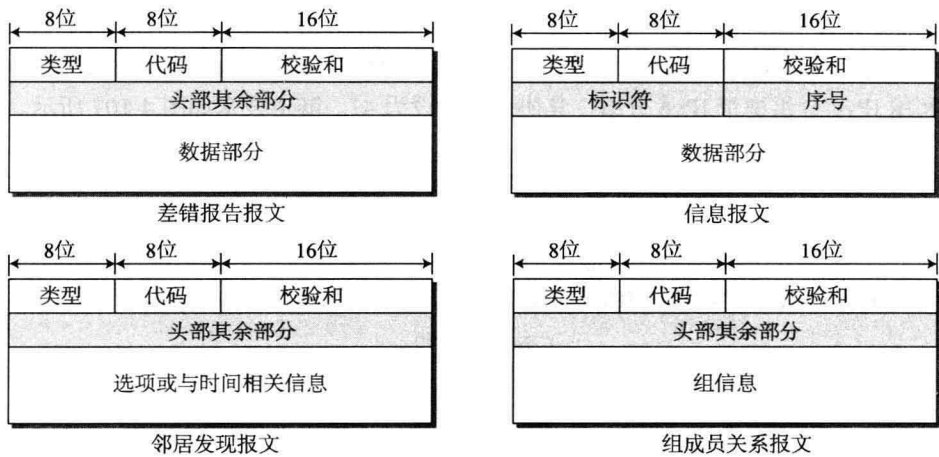 8位 8位 16位
类型 代码 校验和
头部其余部分
数据部分
差错报告报文
8位 8位 16位
类型 代码 校验和
标识符 序号
数据部分
信息报文
8位 8位 16位
类型 代码 校验和
头部其余部分
选项或与时间相关信息
邻居发现报文
8位 8位 16位
类型 代码 校验和
头部其余部分
组信息
组成员关系报文